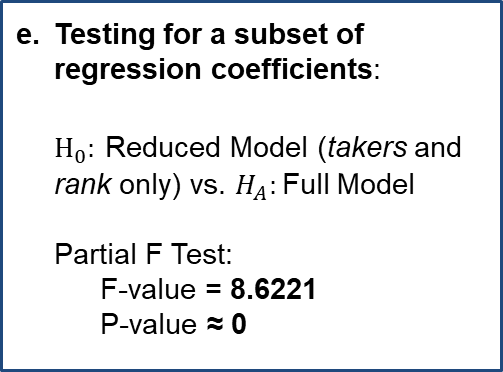 e. Testing for a subset of
regression coefficients:
H₀: Reduced Model (takers and
rank only) vs. H_A: Full Model
Partial F Test:
F-value = 8.6221
P-value ≈ 0